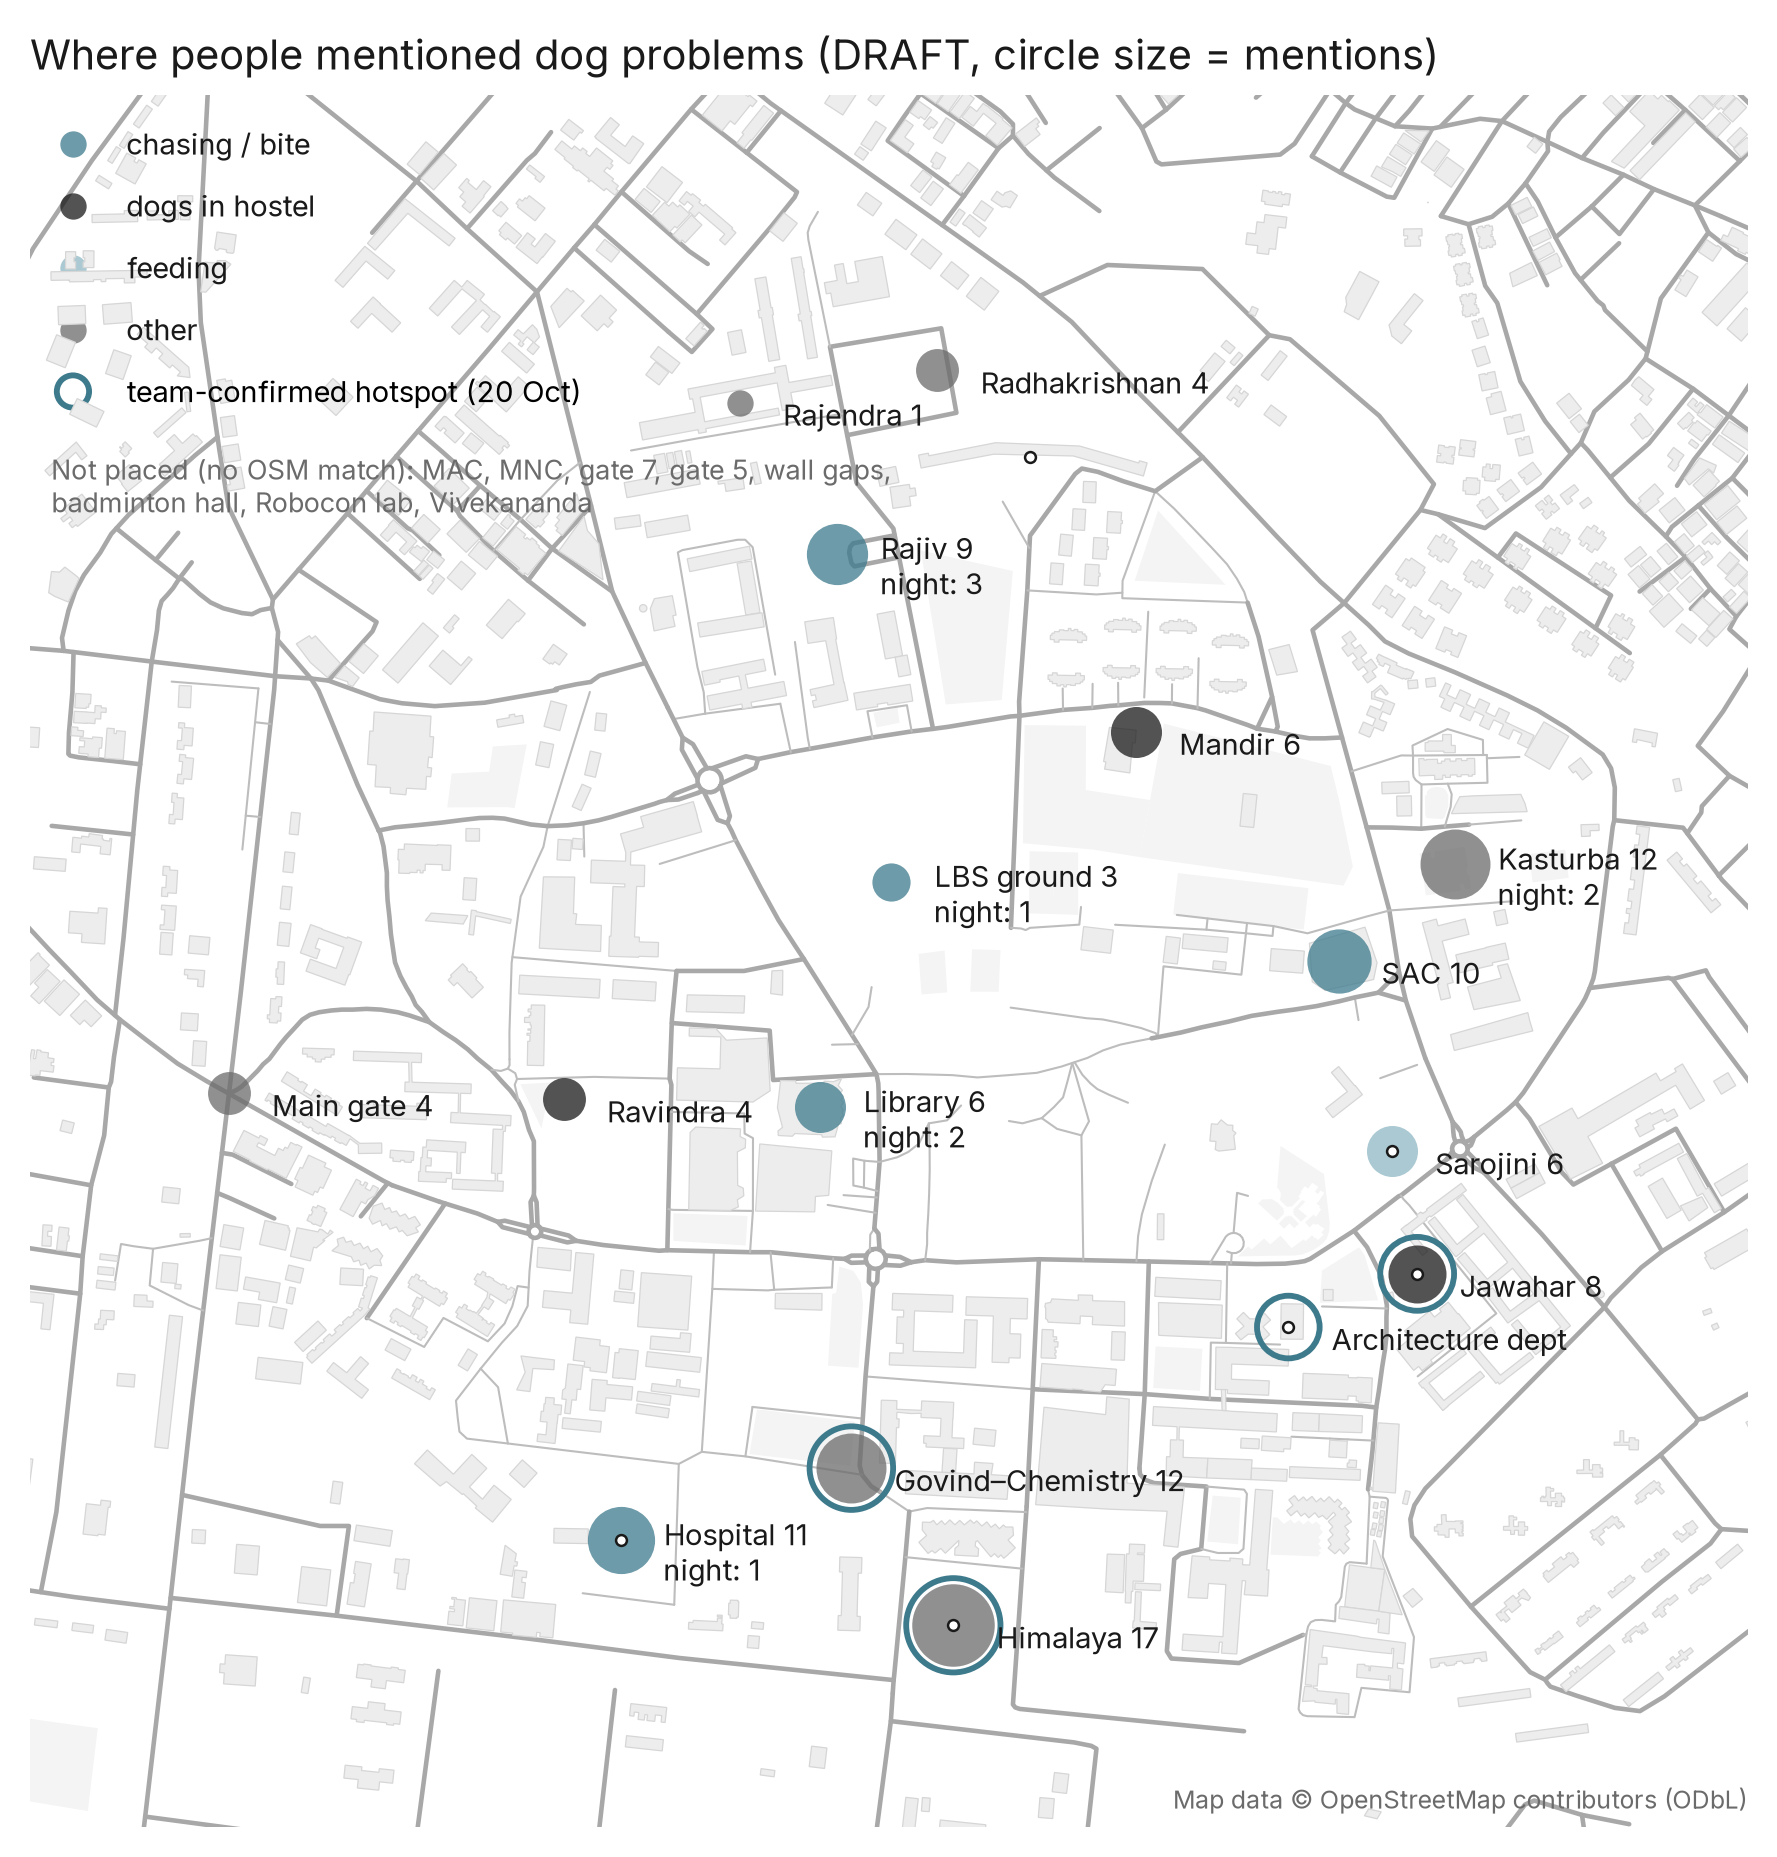 Where people mentioned dog problems (DRAFT, circle size = mentions)
chasing / bite
dogs in hostel
feeding
other
team-confirmed hotspot (20 Oct)
Not placed (no OSM match): MAC, MNC, gate 7, gate 5, wall gaps,
badminton hall, Robocon lab, Vivekananda
Radhakrishnan 4
Rajendra 1
Rajiv 9
night: 3
Mandir 6
Kasturba 12
night: 2
LBS ground 3
night: 1
SAC 10
Main gate 4
Ravindra 4
Library 6
night: 2
Sarojini 6
Jawahar 8
Architecture dept
Govind–Chemistry 12
Hospital 11
night: 1
Himalaya 17
Map data © OpenStreetMap contributors (ODbL)